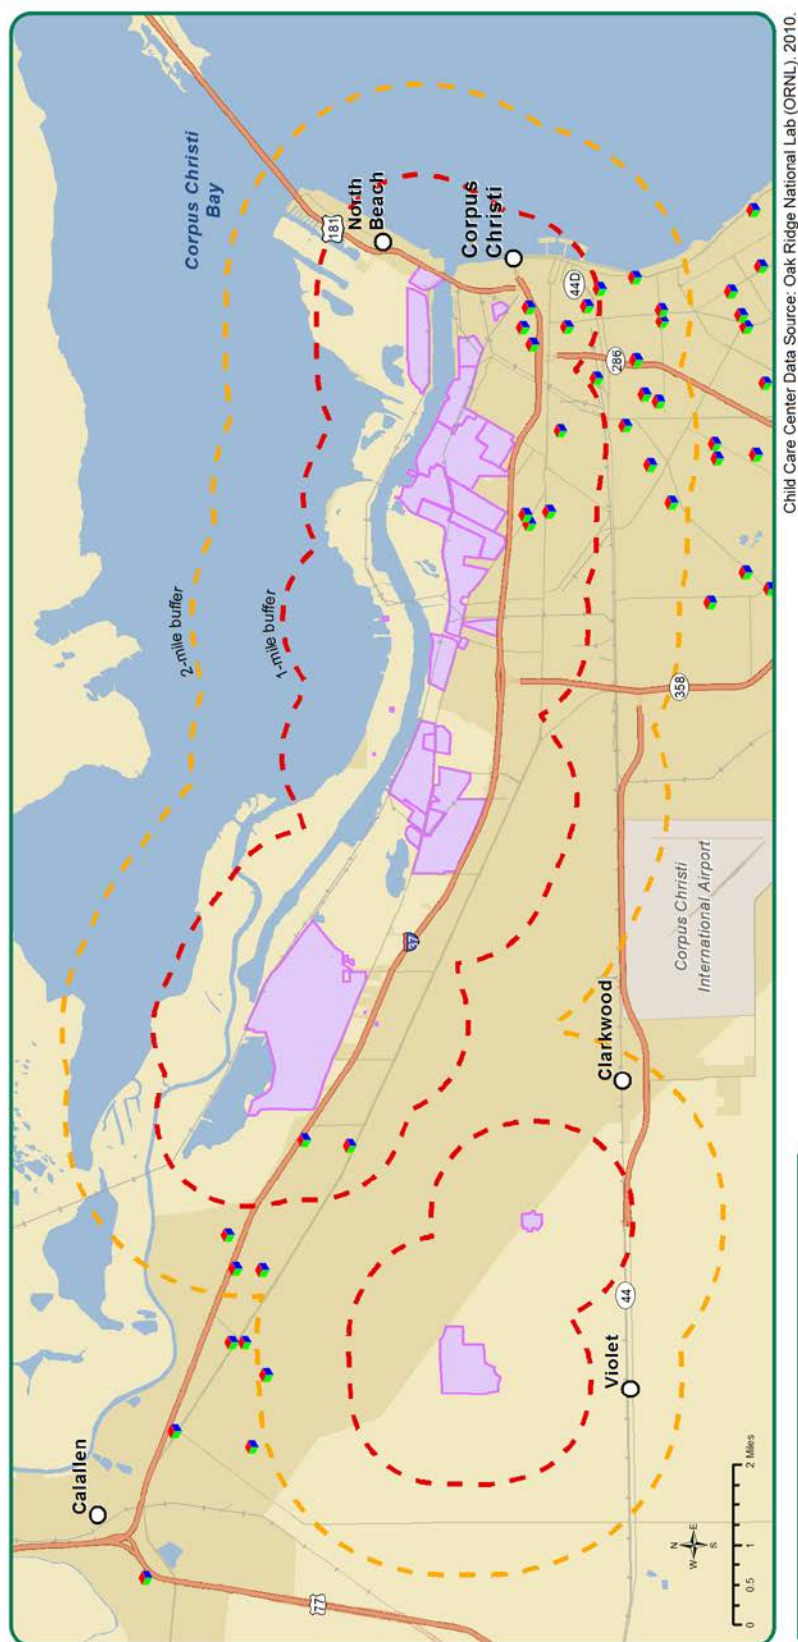 Corpus Christi
Bay
181
North
Beach
Corpus
Christi
44D
286
2-mile buffer
1-mile buffer
358
37
Corpus Christi
International Airport
Clarkwood
44
Violet
Calallen
77
N
W
E
S
0 0.5 1 2 Miles
Child Care Center Data Source: Oak Ridge National Lab (ORNL), 2010.